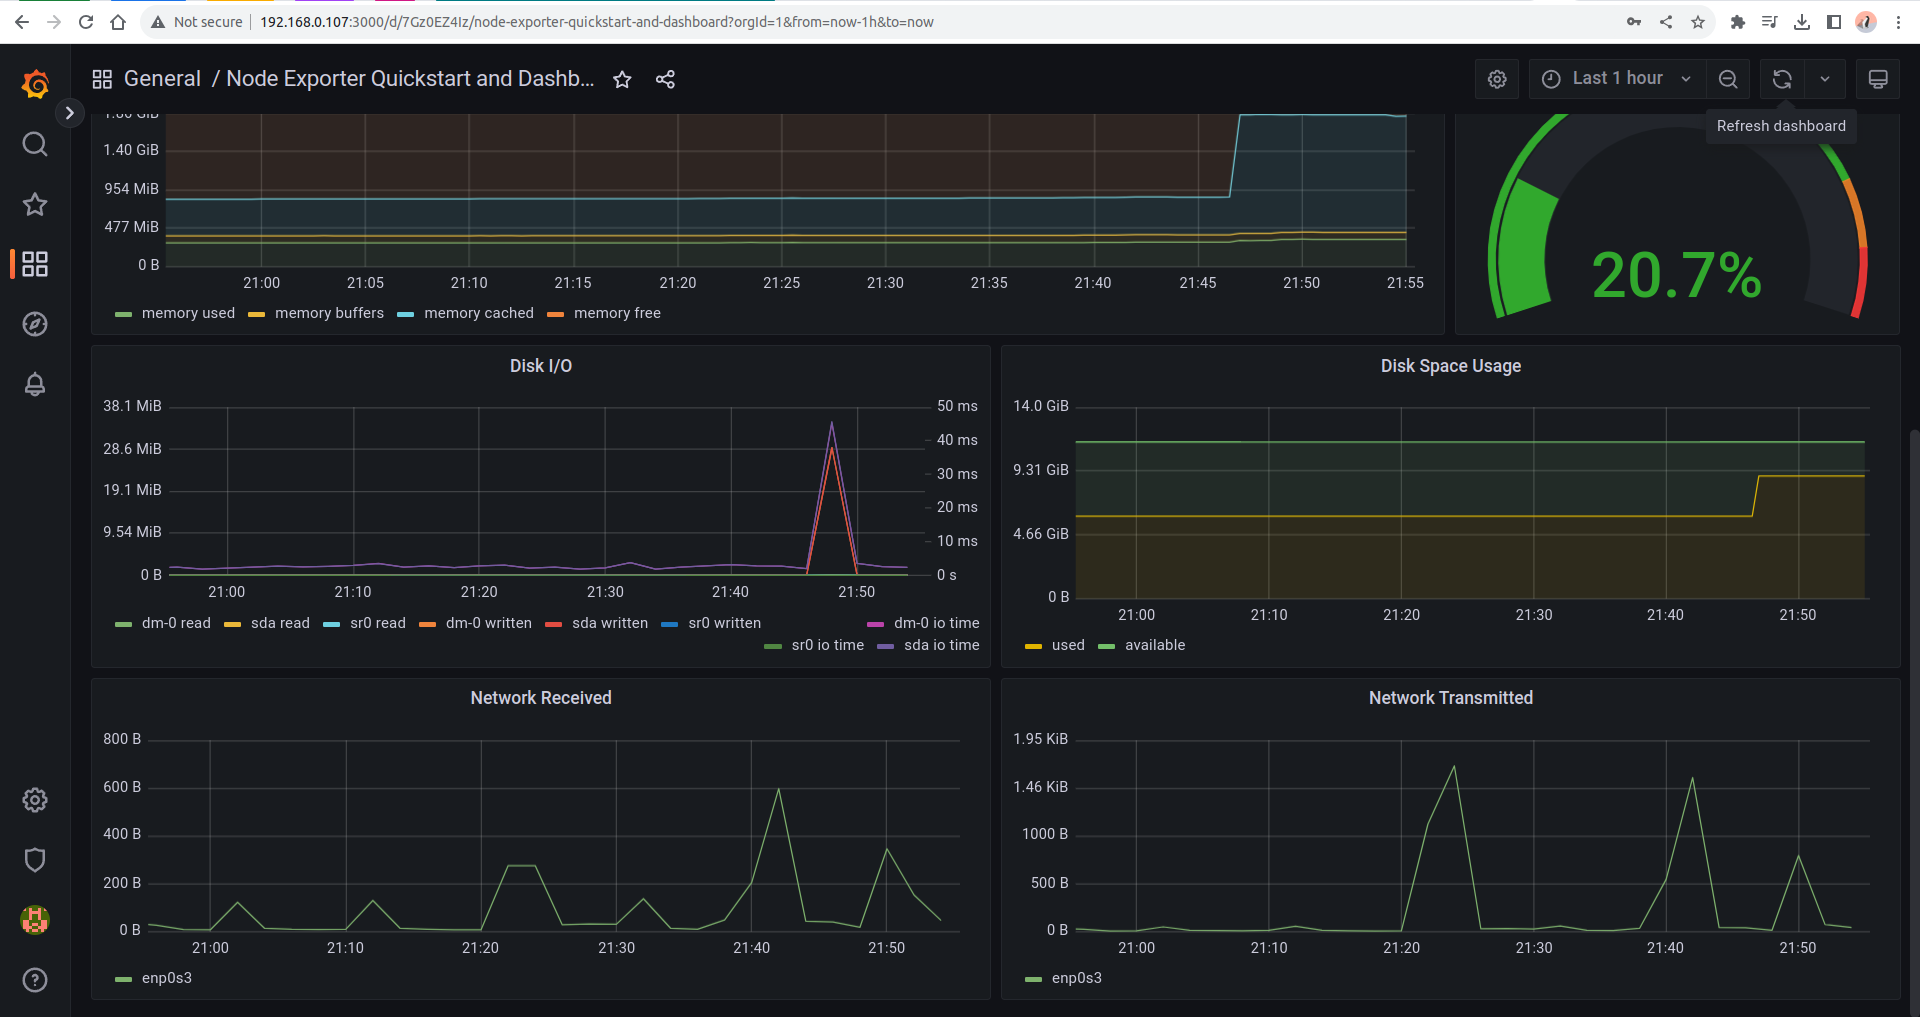 Not secure 192.168.0.107:3000/d/7Gz0EZ4Iz/node-exporter-quickstart-and-dashboard?orgId=1&from=now-1h&to=now
General / Node Exporter Quickstart and Dashb...
Last 1 hour
Refresh dashboard
1.86 GiB
1.40 GiB
954 MiB
477 MiB
0 B
21:00 21:05 21:10 21:15 21:20 21:25 21:30 21:35 21:40 21:45 21:50 21:55
memory used memory buffers memory cached memory free
20.7%
Disk I/O
38.1 MiB 50 ms
40 ms
28.6 MiB
30 ms
19.1 MiB
20 ms
9.54 MiB
10 ms
0 B 0 s
21:00 21:10 21:20 21:30 21:40 21:50
dm-0 read sda read sr0 read dm-0 written sda written sr0 written dm-0 io time
sr0 io time sda io time
Disk Space Usage
14.0 GiB
9.31 GiB
4.66 GiB
0 B
21:00 21:10 21:20 21:30 21:40 21:50
used available
Network Received
800 B
600 B
400 B
200 B
0 B
21:00 21:10 21:20 21:30 21:40 21:50
enp0s3
Network Transmitted
1.95 KiB
1.46 KiB
1000 B
500 B
0 B
21:00 21:10 21:20 21:30 21:40 21:50
enp0s3